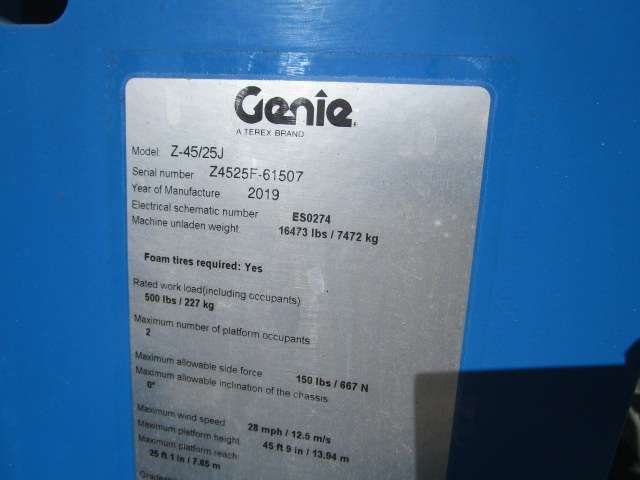 Genie
A TEREX BRAND
Model: Z-45/25J
Serial number Z4525F-61507
Year of Manufacture: 2019
Electrical schematic number ES0274
Machine unladen weight: 16473 lbs / 7472 kg
Foam tires required: Yes
Rated work load(including occupants)
500 lbs / 227 kg
Maximum number of platform occupants
2
Maximum allowable side force 150 lbs / 667 N
Maximum allowable inclination of the chassis
0°
Maximum wind speed 28 mph / 12.5 m/s
Maximum platform height 45 ft 9 in / 13.94 m
Maximum platform reach
25 ft 1 in / 7.65 m